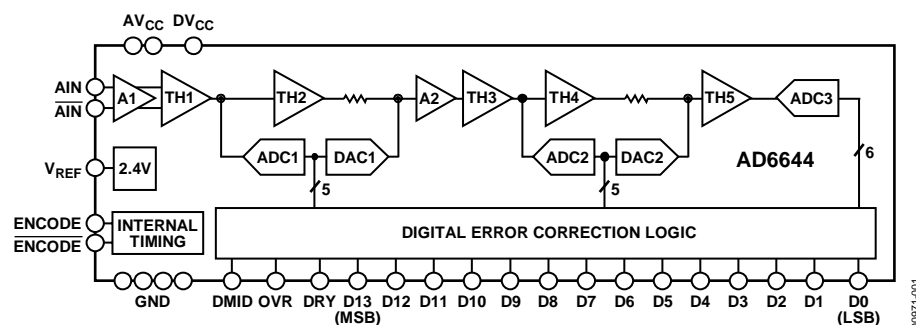 AVCC DVCC
AIN
AIN
A1
TH1
TH2
A2
TH3
TH4
TH5
ADC3
ADC1
DAC1
ADC2
DAC2
AD6644
VREF
2.4V
5
5
6
ENCODE
ENCODE
INTERNAL
TIMING
DIGITAL ERROR CORRECTION LOGIC
GND
DMID OVR DRY D13 D12 D11 D10 D9 D8 D7 D6 D5 D4 D3 D2 D1 D0
(MSB)
(LSB)
00971-001